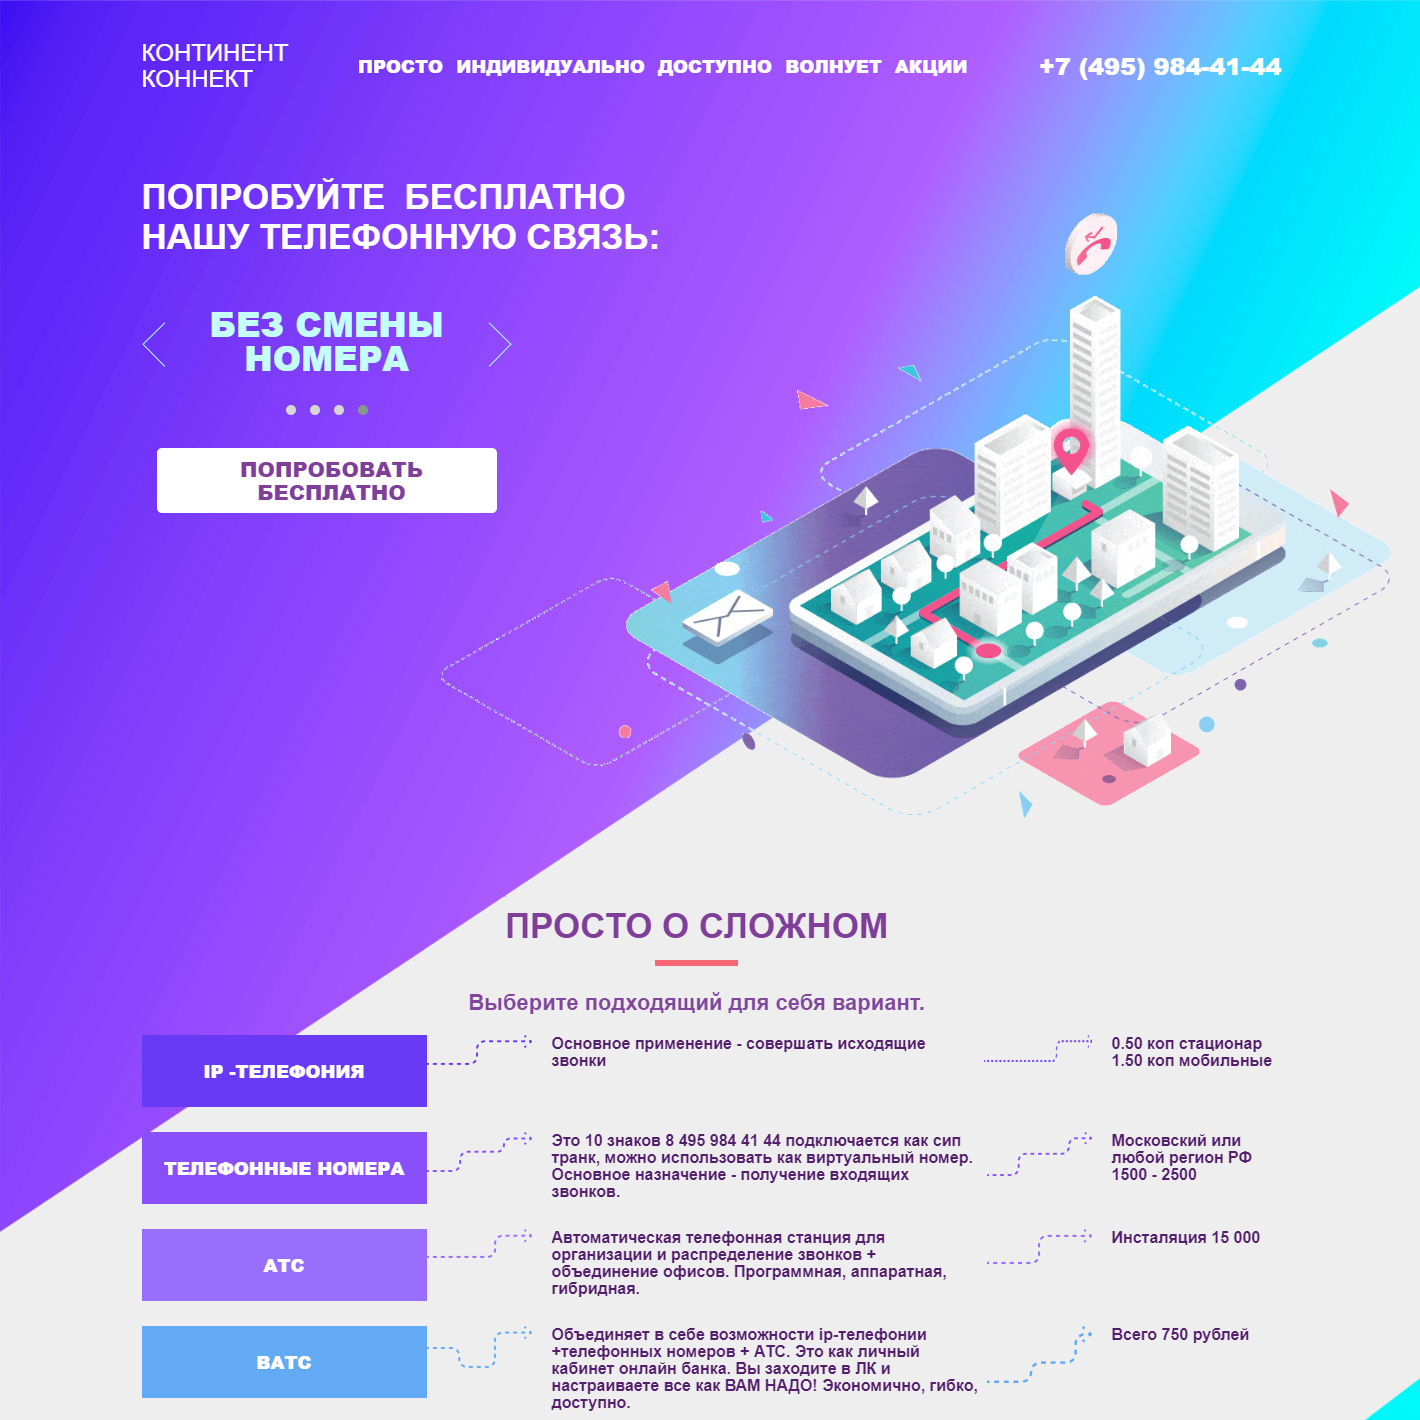 КОНТИНЕНТ
КОННЕКТ
ПРОСТО ИНДИВИДУАЛЬНО ДОСТУПНО ВОЛНУЕТ АКЦИИ
+7 (495) 984-41-44
ПОПРОБУЙТЕ БЕСПЛАТНО
НАШУ ТЕЛЕФОННУЮ СВЯЗЬ:
БЕЗ СМЕНЫ
НОМЕРА
ПОПРОБОВАТЬ
БЕСПЛАТНО
ПРОСТО О СЛОЖНОМ
Выберите подходящий для себя вариант.
IP -ТЕЛЕФОНИЯ
Основное применение - совершать исходящие
звонки
0.50 коп стационар
1.50 коп мобильные
ТЕЛЕФОННЫЕ НОМЕРА
Это 10 знаков 8 495 984 41 44 подключается как сип
транк, можно использовать как виртуальный номер.
Основное назначение - получение входящих
звонков.
Московский или
любой регион РФ
1500 - 2500
АТС
Автоматическая телефонная станция для
организации и распределение звонков +
объединение офисов. Программная, аппаратная,
гибридная.
Инсталяция 15 000
ВАТС
Объединяет в себе возможности ip-телефонии
+телефонных номеров + АТС. Это как личный
кабинет онлайн банка. Вы заходите в ЛК и
настраиваете все как ВАМ НАДО! Экономично, гибко,
доступно.
Всего 750 рублей